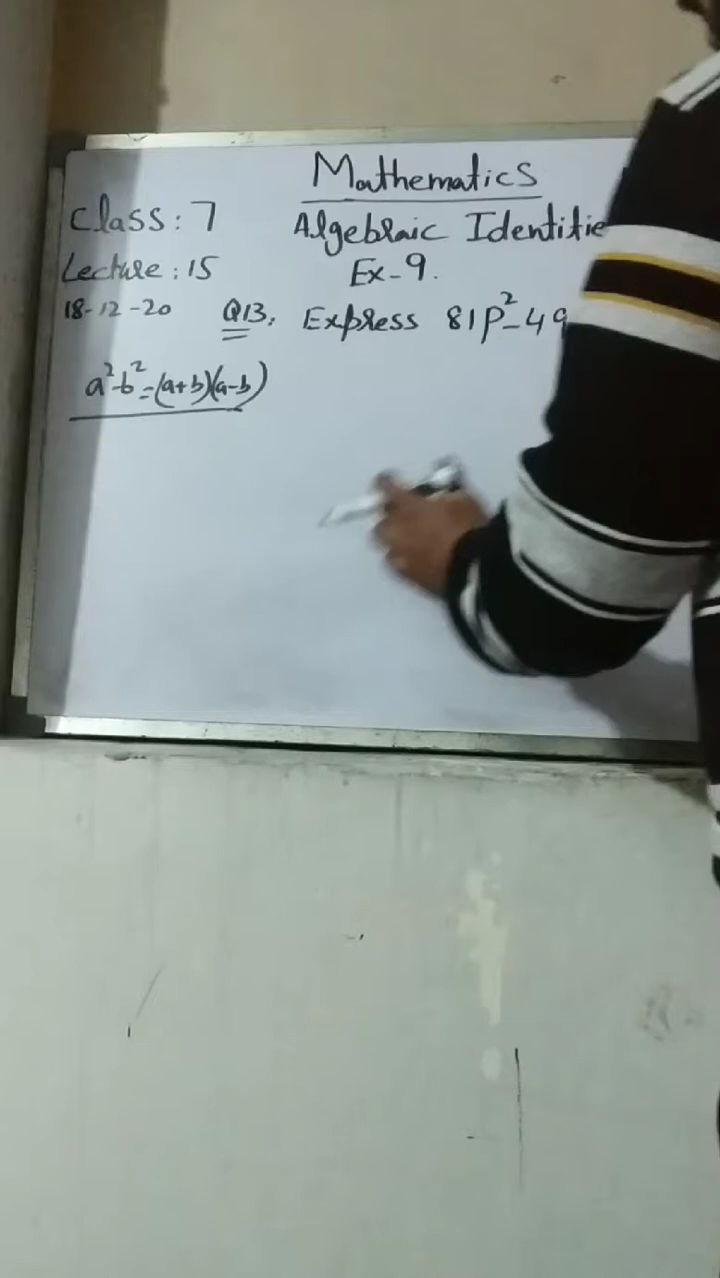 Mathematics
Class: 7 Algebraic Identitie
Lecture: 15 Ex-9.
18-12-20 Q13, Express 81p²-49
a²-b²=(a+b)(a-b)